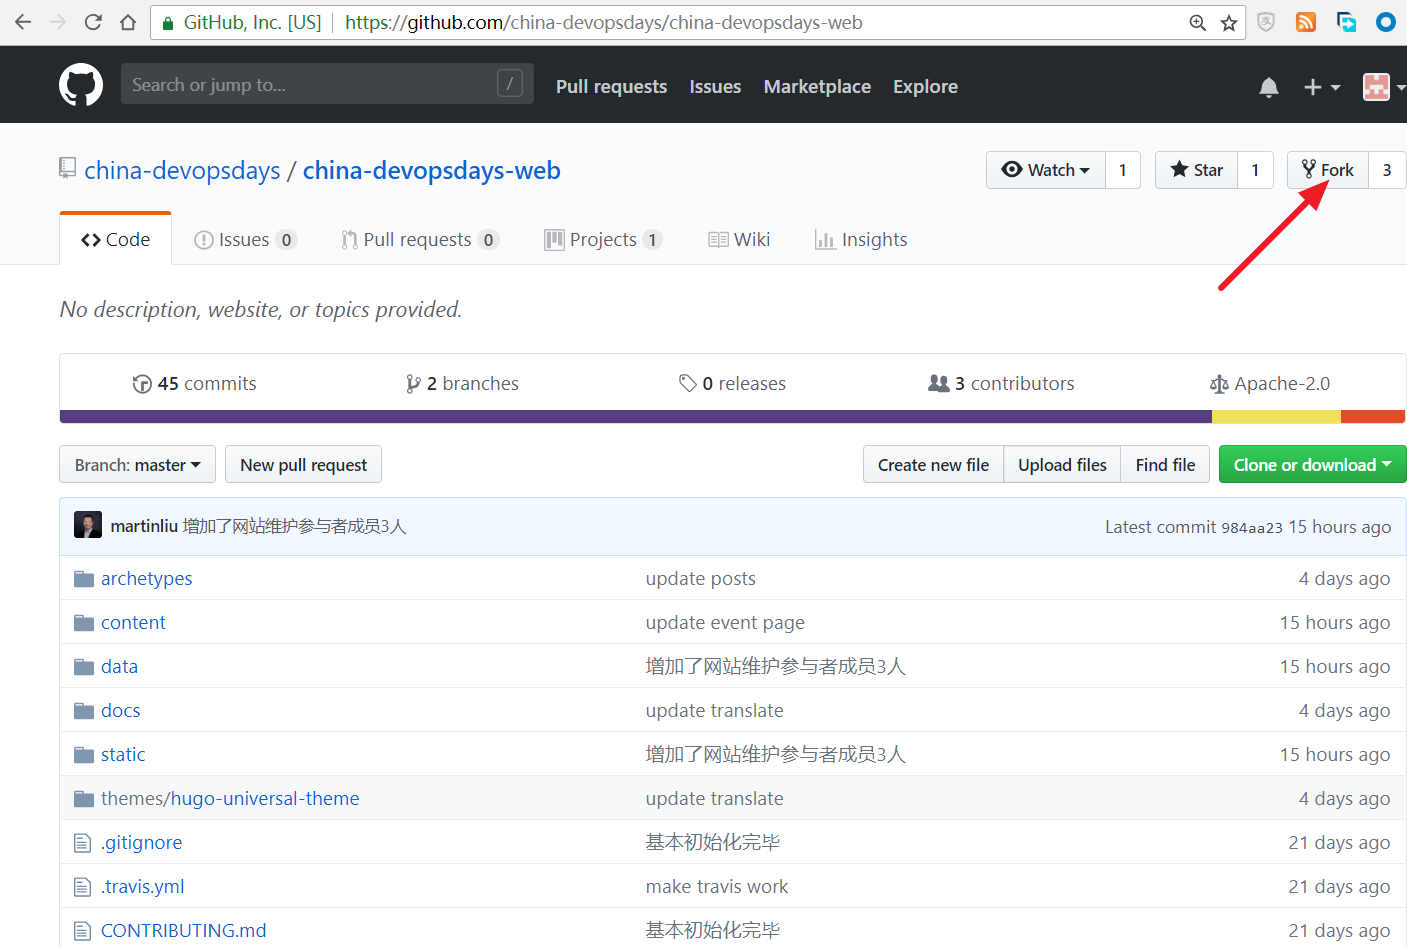 GitHub, Inc. [US] https://github.com/china-devopsdays/china-devopsdays-web
Search or jump to... / Pull requests Issues Marketplace Explore
china-devopsdays / china-devopsdays-web Watch 1 Star 1 Fork 3
Code Issues 0 Pull requests 0 Projects 1 Wiki Insights
No description, website, or topics provided.
45 commits 2 branches 0 releases 3 contributors Apache-2.0
Branch: master New pull request Create new file Upload files Find file Clone or download
martinliu 增加了网站维护参与者成员3人 Latest commit 984aa23 15 hours ago
archetypes update posts 4 days ago
content update event page 15 hours ago
data 增加了网站维护参与者成员3人 15 hours ago
docs update translate 4 days ago
static 增加了网站维护参与者成员3人 15 hours ago
themes/hugo-universal-theme update translate 4 days ago
.gitignore 基本初始化完毕 21 days ago
.travis.yml make travis work 21 days ago
CONTRIBUTING.md 基本初始化完毕 21 days ago